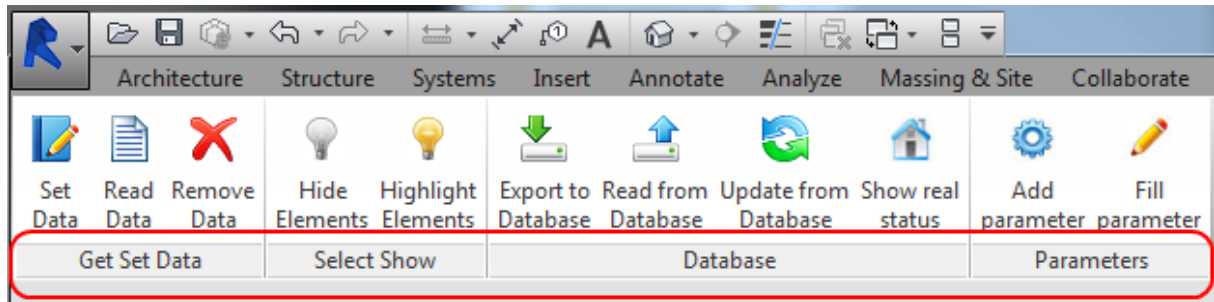 A
Architecture Structure Systems Insert Annotate Analyze Massing & Site Collaborate
Set Read Remove Hide Highlight Export to Read from Update from Show real Add Fill
Data Data Data Elements Elements Database Database Database status parameter parameter
Get Set Data Select Show Database Parameters